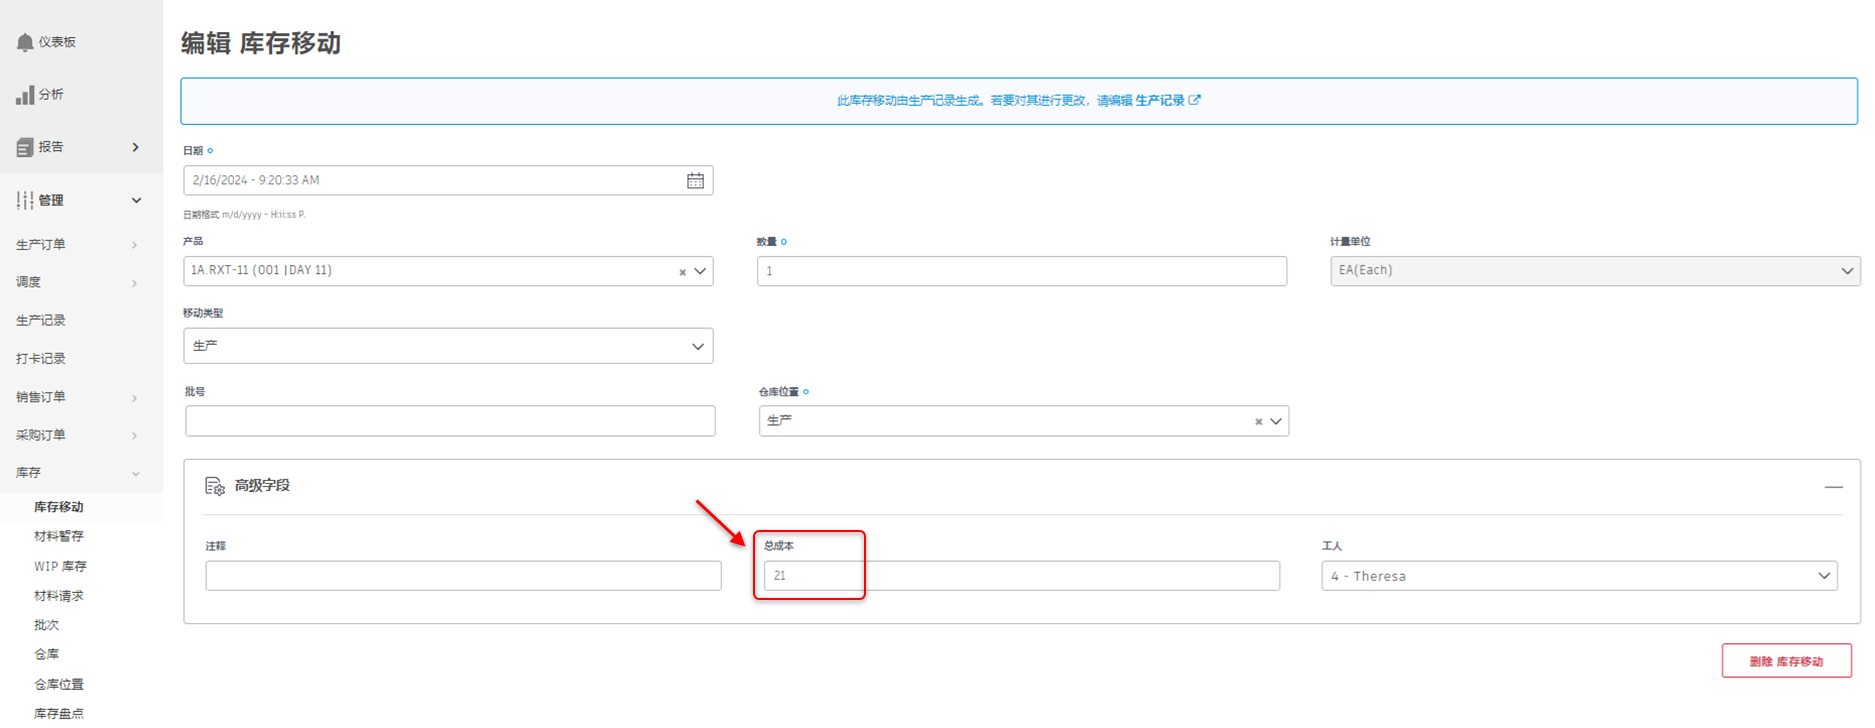 仪表板
分析
报告
管理
生产订单
调度
生产记录
打卡记录
销售订单
采购订单
库存
库存移动
材料暂存
WIP 库存
材料请求
批次
仓库
仓库位置
库存盘点
编辑 库存移动
此库存移动由生产记录生成。若要对其进行更改，请编辑 生产记录
日期
2/16/2024 - 9:20:33 AM
日期格式 m/d/yyyy - H:ii:ss P.
产品
数量
计量单位
1A.RXT-11 (001 |DAY 11)
1
EA(Each)
移动类型
生产
批号
仓库位置
生产
高级字段
注释
总成本
工人
21
4 - Theresa
删除 库存移动